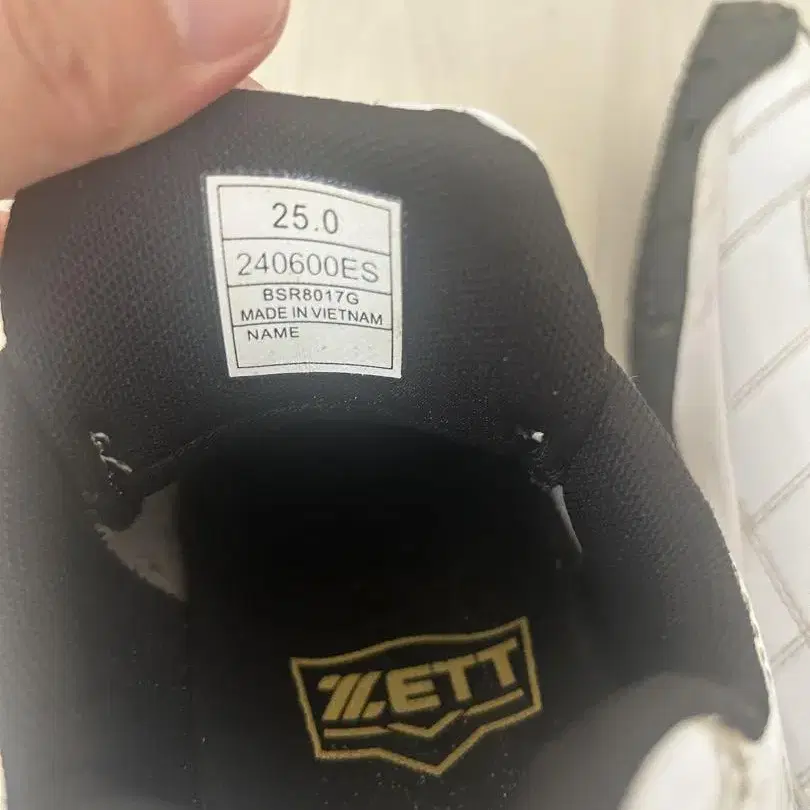 25.0
240600ES
BSR8017G
MADE IN VIETNAM
NAME
ZETT